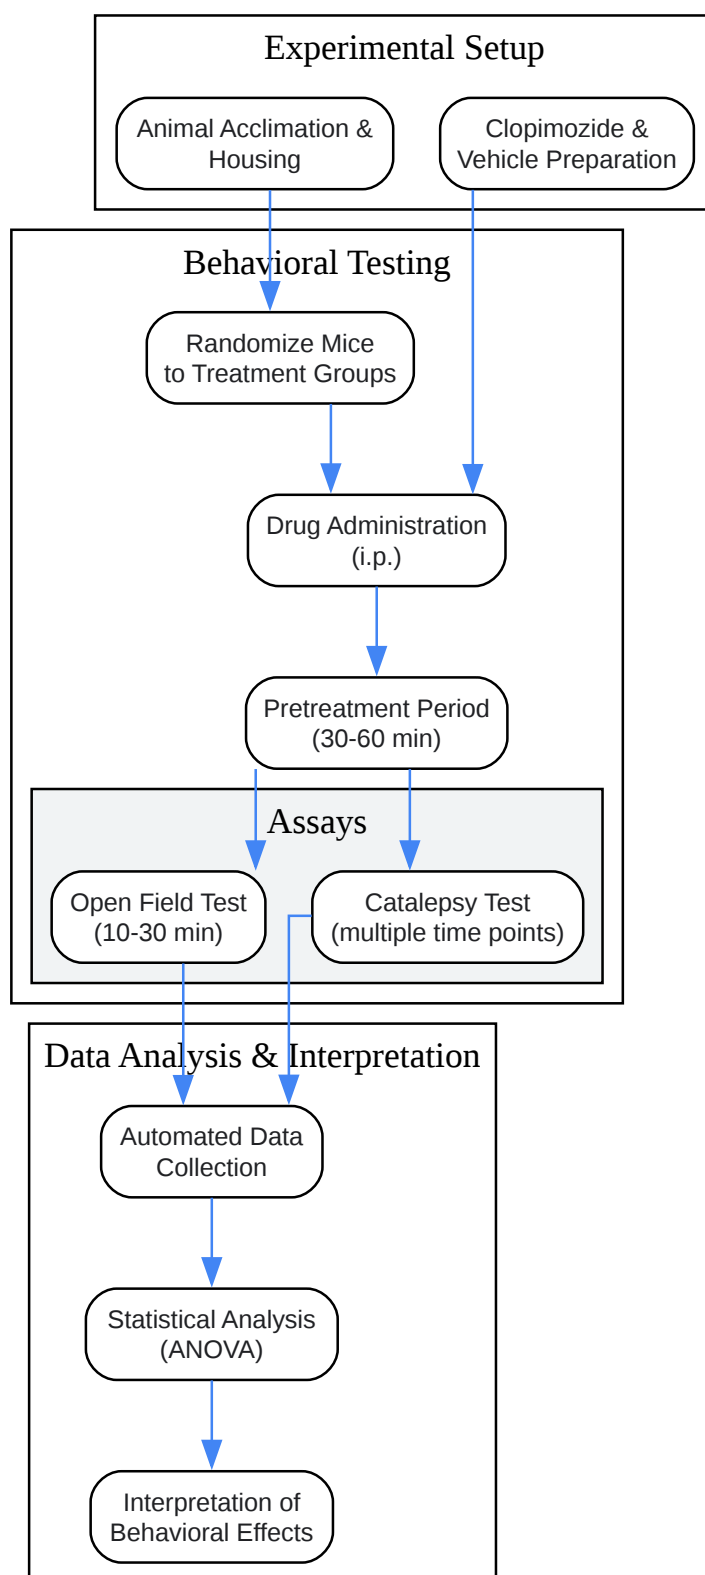 Experimental Setup
Animal Acclimation &
Housing
Clopimozide &
Vehicle Preparation
Behavioral Testing
Randomize Mice
to Treatment Groups
Drug Administration
(i.p.)
Pretreatment Period
(30-60 min)
Assays
Open Field Test
(10-30 min)
Catalepsy Test
(multiple time points)
Data Analysis & Interpretation
Automated Data
Collection
Statistical Analysis
(ANOVA)
Interpretation of
Behavioral Effects